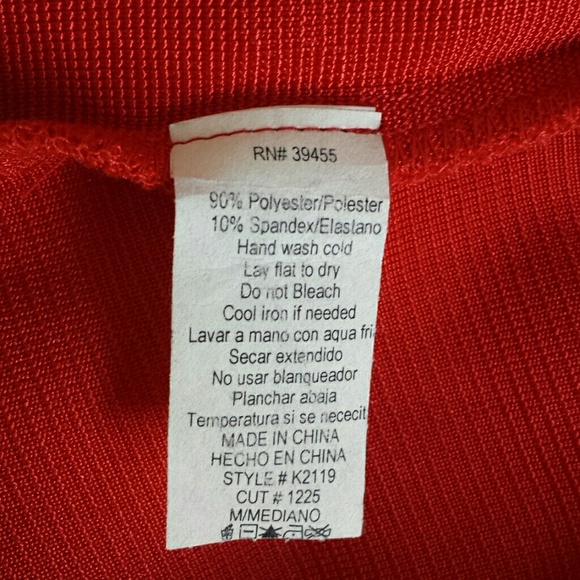 RN# 39455
90% Polyester/Polester
10% Spandex/Elastano
Hand wash cold
Lay flat to dry
Do not Bleach
Cool iron if needed
Lavar a mano con aqua fri
Secar extendido
No usar blanqueador
Planchar abaja
Temperatura si se nececit
MADE IN CHINA
HECHO EN CHINA
STYLE # K2119
CUT # 1225
M/MEDIANO